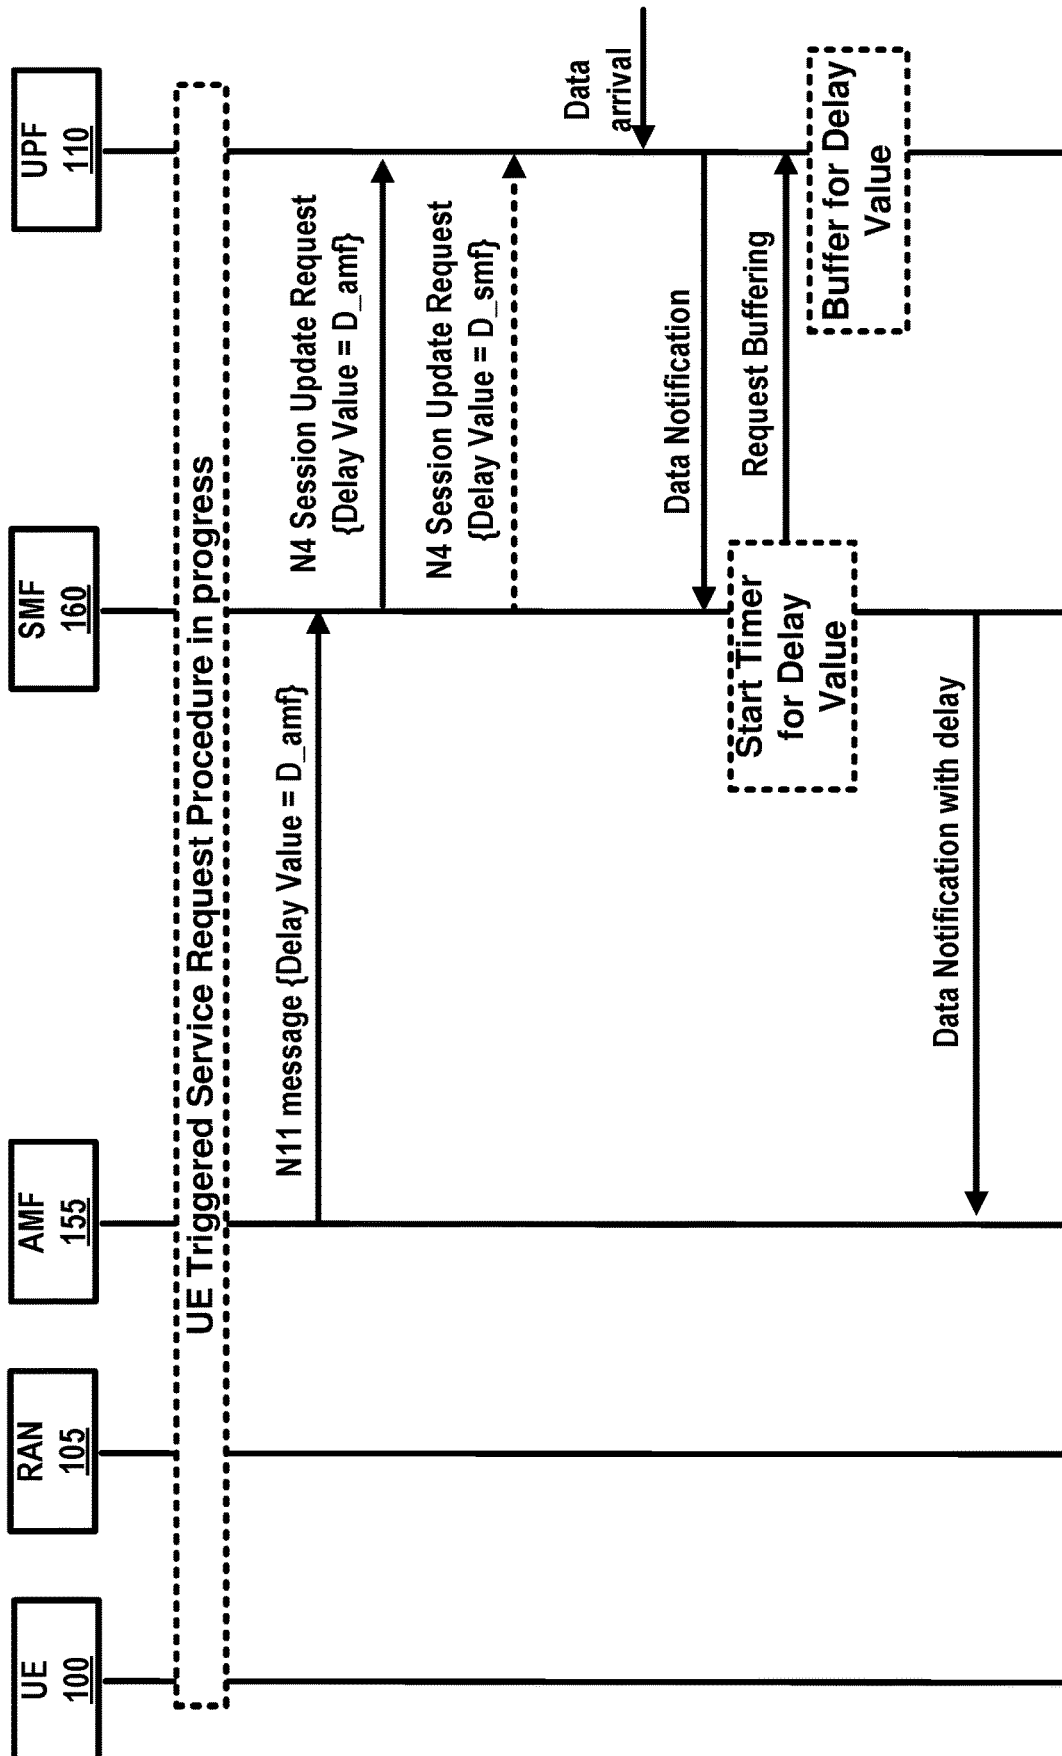 UE
100
RAN
105
AMF
155
SMF
160
UPF
110
UE Triggered Service Request Procedure in progress
N11 message {Delay Value = D_amf}
N4 Session Update Request
{Delay Value = D_amf}
N4 Session Update Request
{Delay Value = D_smf}
Data
arrival
Data Notification
Start Timer
for Delay
Value
Request Buffering
Buffer for Delay
Value
Data Notification with delay